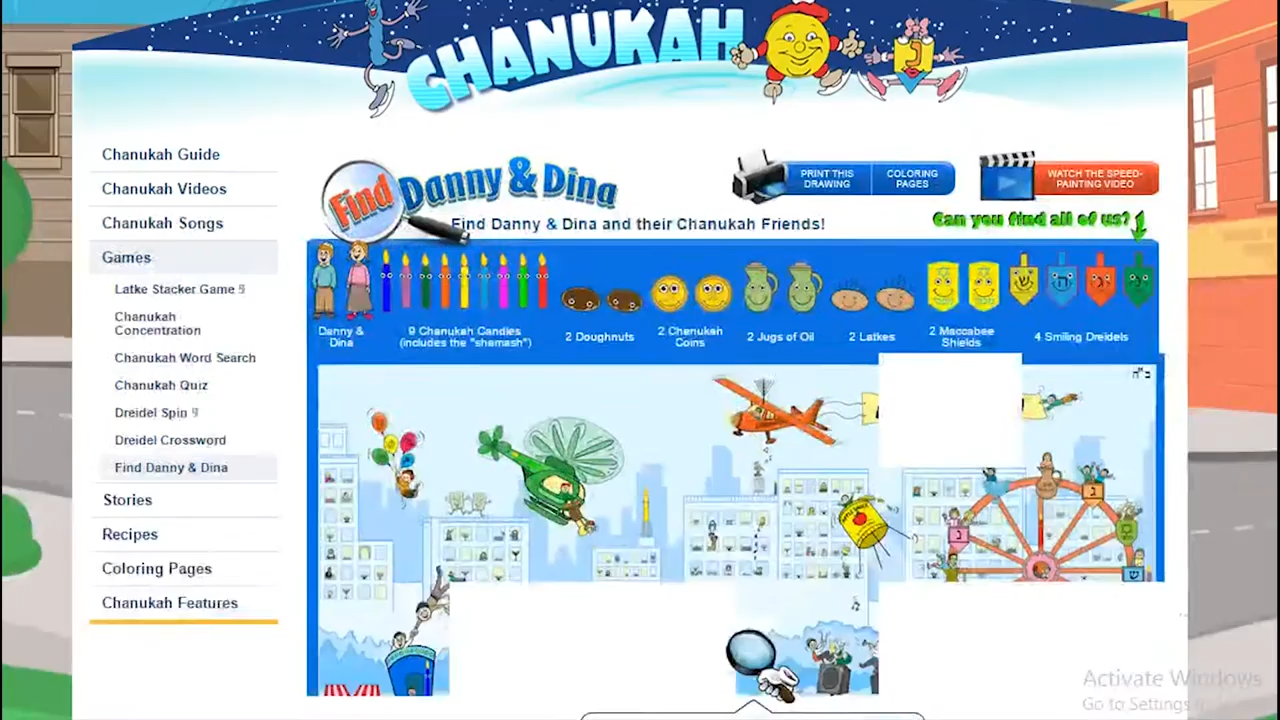 CHANUKAH
Chanukah Guide
Chanukah Videos
Chanukah Songs
Games
Latke Stacker Game
Chanukah
Concentration
Chanukah Word Search
Chanukah Quiz
Dreidel Spin
Dreidel Crossword
Find Danny & Dina
Stories
Recipes
Coloring Pages
Chanukah Features
Find Danny & Dina
PRINT THIS
DRAWING
COLORING
PAGES
WATCH THE SPEED-
PAINTING VIDEO
Find Danny & Dina and their Chanukah Friends!
Can you find all of us?
Danny &
Dina
9 Chanukah Candles
(includes the "shamash")
2 Doughnuts
2 Chanukah
Coins
2 Jugs of Oil
2 Latkes
2 Maccabee
Shields
4 Smiling Dreidels
ב"ה
Activate Windows
Go to Settings